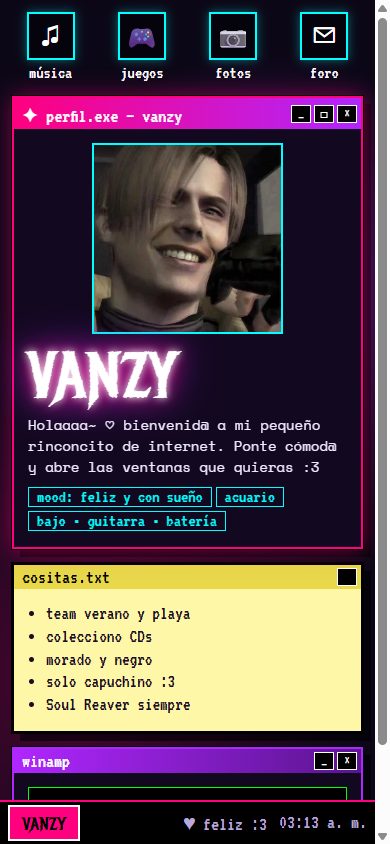 música juegos fotos foro
perfil.exe — vanzy
VANZY
Holaaaa~ ♡ bienvenid@ a mi pequeño
rinconcito de internet. Ponte cómod@
y abre las ventanas que quieras :3
mood: feliz y con sueño acuario
bajo · guitarra · batería
cositas.txt
• team verano y playa
• colecciono CDs
• morado y negro
• solo capuchino :3
• Soul Reaver siempre
winamp
VANZY ♥ feliz :3 03:13 a. m.